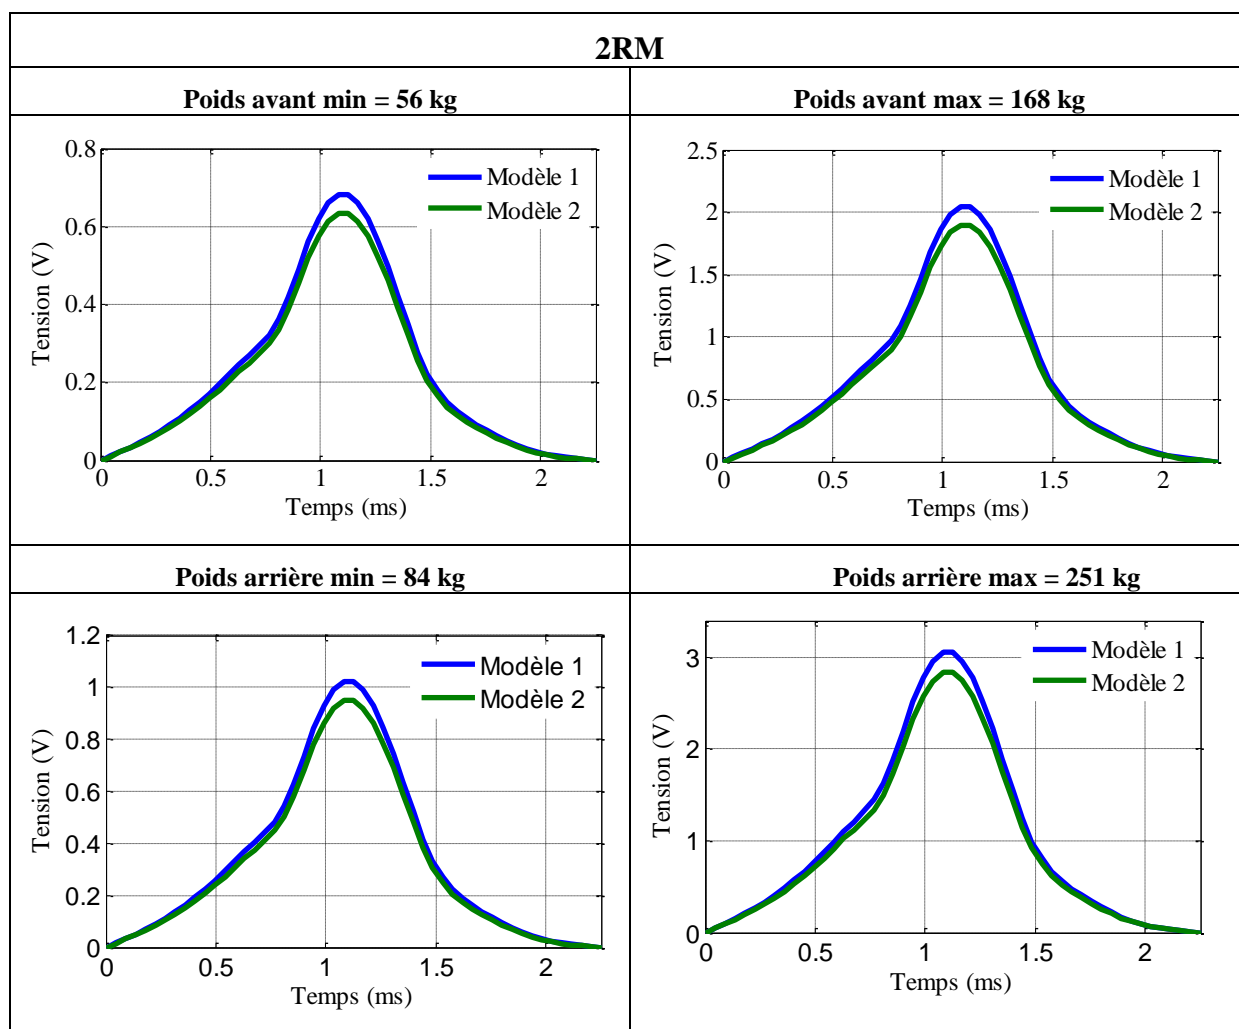 2RM
Poids avant min = 56 kg
Poids avant max = 168 kg
0.8
0.6
0.4
0.2
0
Tension (V)
Modèle 1
Modèle 2
0
0.5
1
1.5
2
Temps (ms)
2.5
2
1.5
1
0.5
0
Tension (V)
Modèle 1
Modèle 2
0
0.5
1
1.5
2
Temps (ms)
Poids arrière min = 84 kg
Poids arrière max = 251 kg
1.2
1
0.8
0.6
0.4
0.2
0
Tension (V)
Modèle 1
Modèle 2
0
0.5
1
1.5
2
Temps (ms)
3
2
1
0
Tension (V)
Modèle 1
Modèle 2
0
0.5
1
1.5
2
Temps (ms)